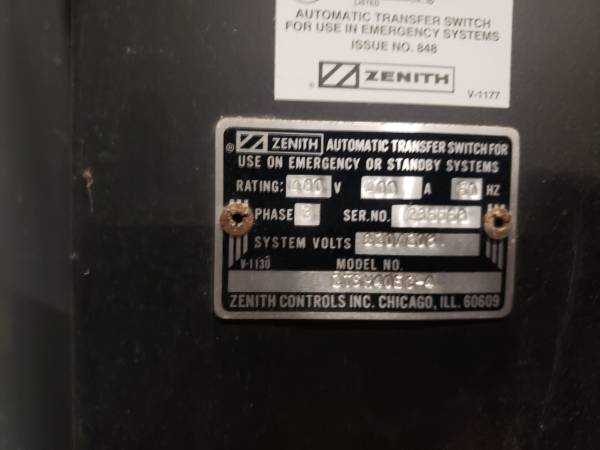 LISTED
AUTOMATIC TRANSFER SWITCH
FOR USE IN EMERGENCY SYSTEMS
ISSUE NO. 848
® ZENITH
V-1177
® ZENITH AUTOMATIC TRANSFER SWITCH FOR
USE ON EMERGENCY OR STANDBY SYSTEMS
RATING: 480 V 400 A 60 HZ
PHASE 3 SER.NO.
SYSTEM VOLTS
V-1130 MODEL NO.
ZENITH CONTROLS INC. CHICAGO, ILL. 60609